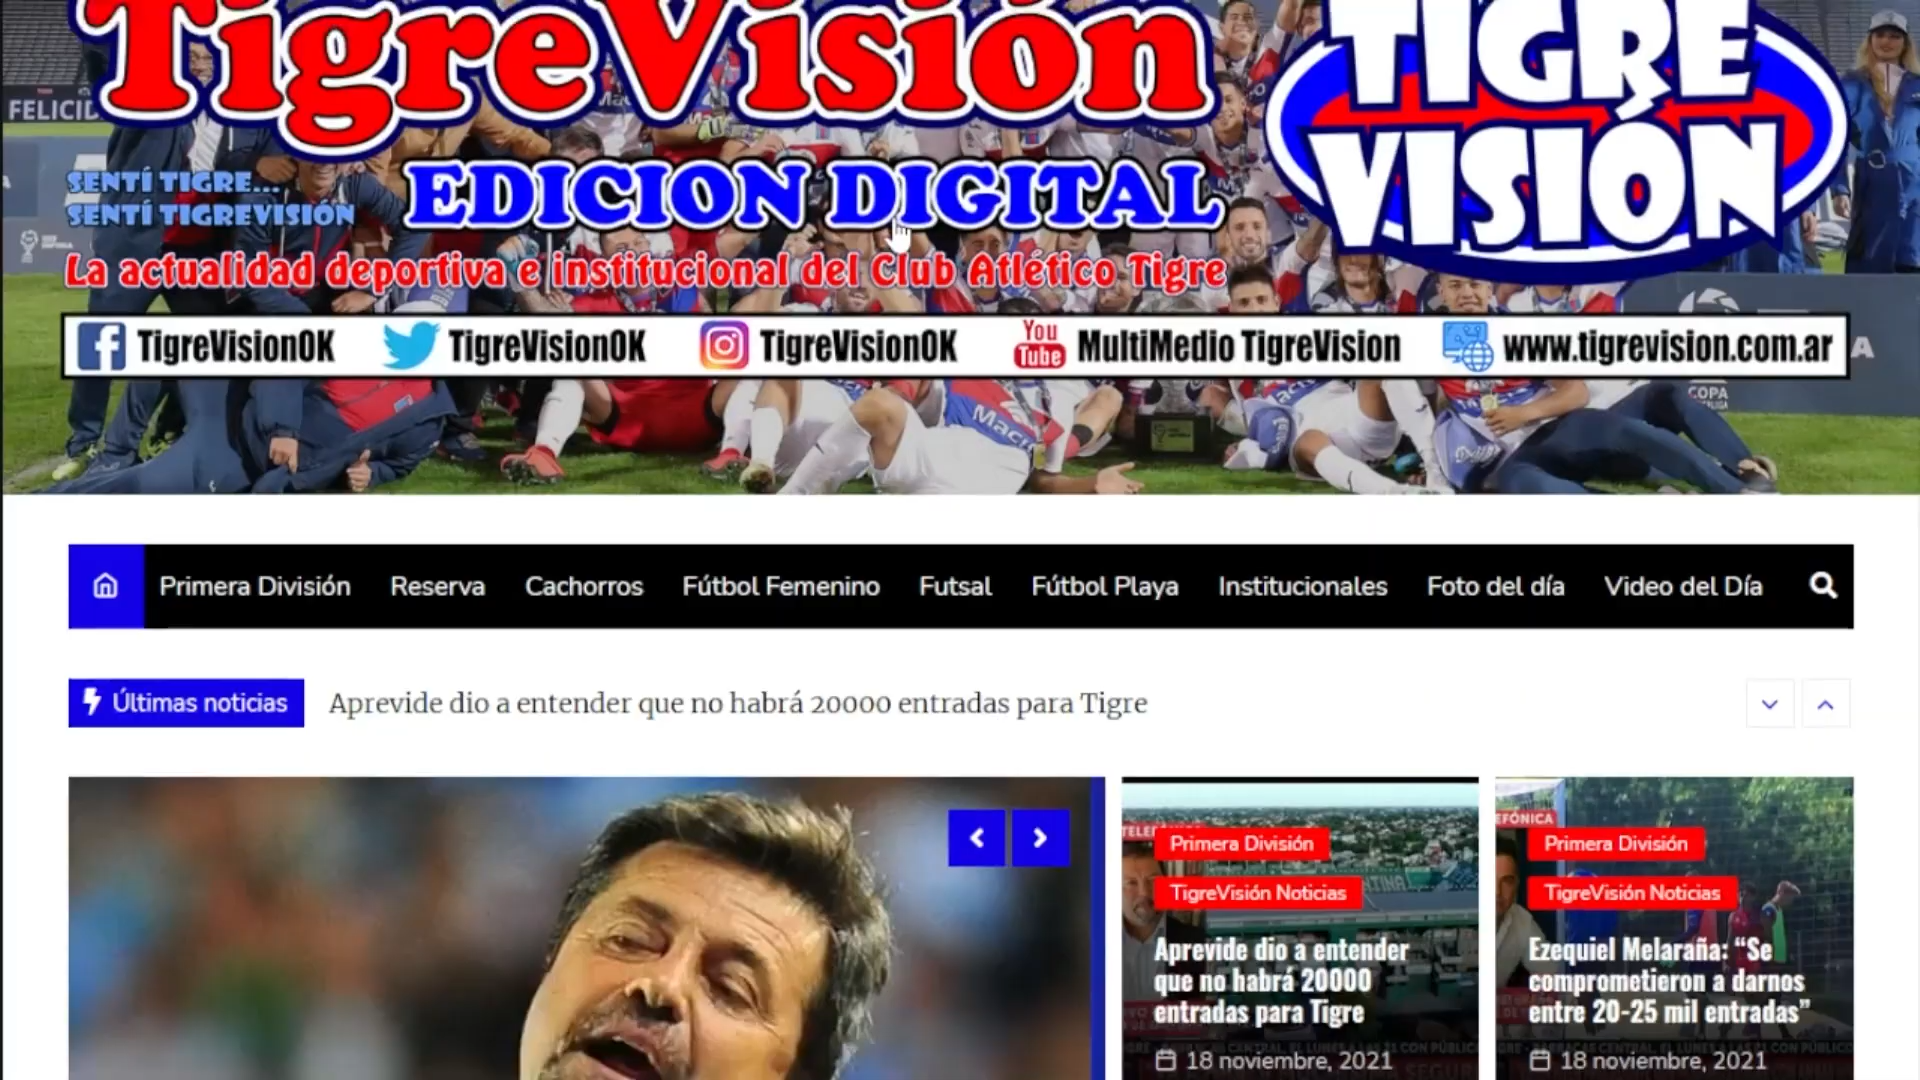 TigreVisión
TIGRE
VISIÓN
FELICID
SENTÍ TIGRE...
SENTÍ TIGREVISIÓN
EDICION DIGITAL
La actualidad deportiva e institucional del Club Atlético Tigre
TigreVisionOK
TigreVisionOK
TigreVisionOK
You
Tube
MultiMedio TigreVision
www.tigrevision.com.ar
COPA
Macro
Primera División
Reserva
Cachorros
Fútbol Femenino
Futsal
Fútbol Playa
Institucionales
Foto del día
Video del Día
Últimas noticias
Aprevide dio a entender que no habrá 20000 entradas para Tigre
Primera División
TigreVisión Noticias
Aprevide dio a entender
que no habrá 20000
entradas para Tigre
18 noviembre, 2021
EFÓNICA
Primera División
TigreVisión Noticias
Ezequiel Melaraña: “Se
comprometieron a darnos
entre 20-25 mil entradas”
18 noviembre, 2021